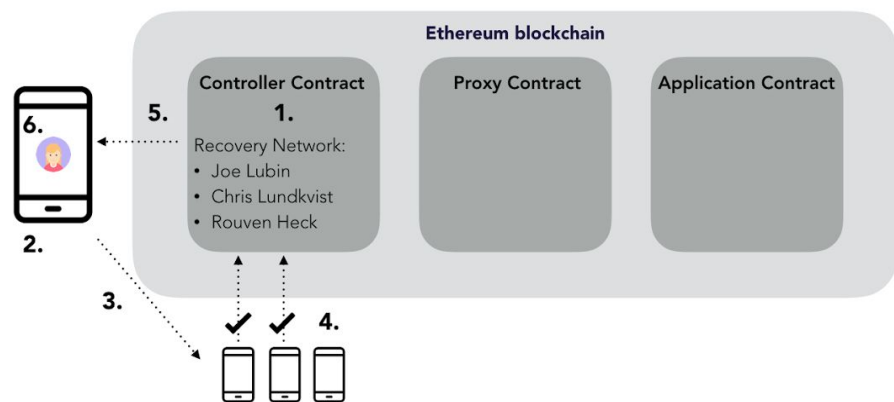 Ethereum blockchain
Controller Contract
Proxy Contract
Application Contract
1.
5.
6.
Recovery Network:
• Joe Lubin
• Chris Lundkvist
• Rouven Heck
2.
3.
4.